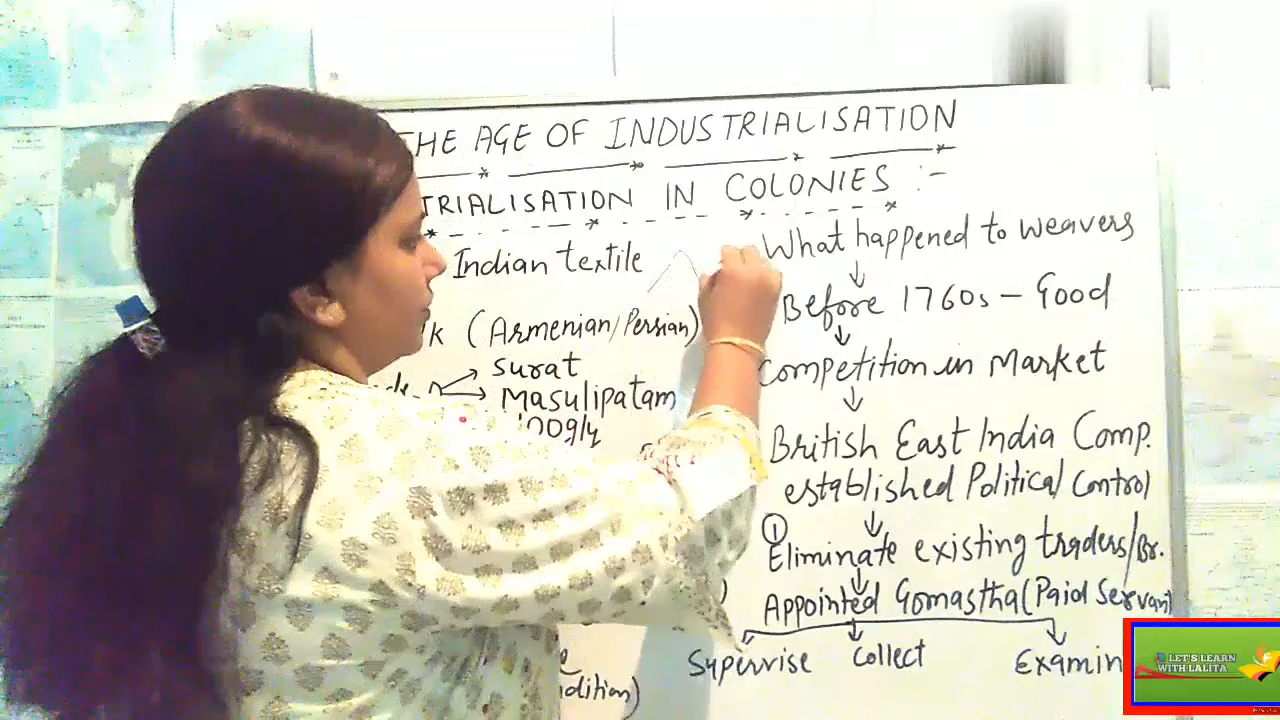 THE AGE OF INDUSTRIALISATION
TRIALISATION IN COLONIES :-
Indian textile
(Armenian/Persian)
Surat
Masulipatam
oogly
dition)
What happened to weavers
Before 1760s - Good
Competition in Market
British East India Comp.
established Political Control
①
Eliminate existing traders/Br.
Appointed Gomastha (Paid Servant
Supervise Collect Examin
LET'S LEARN
WITH LALITA